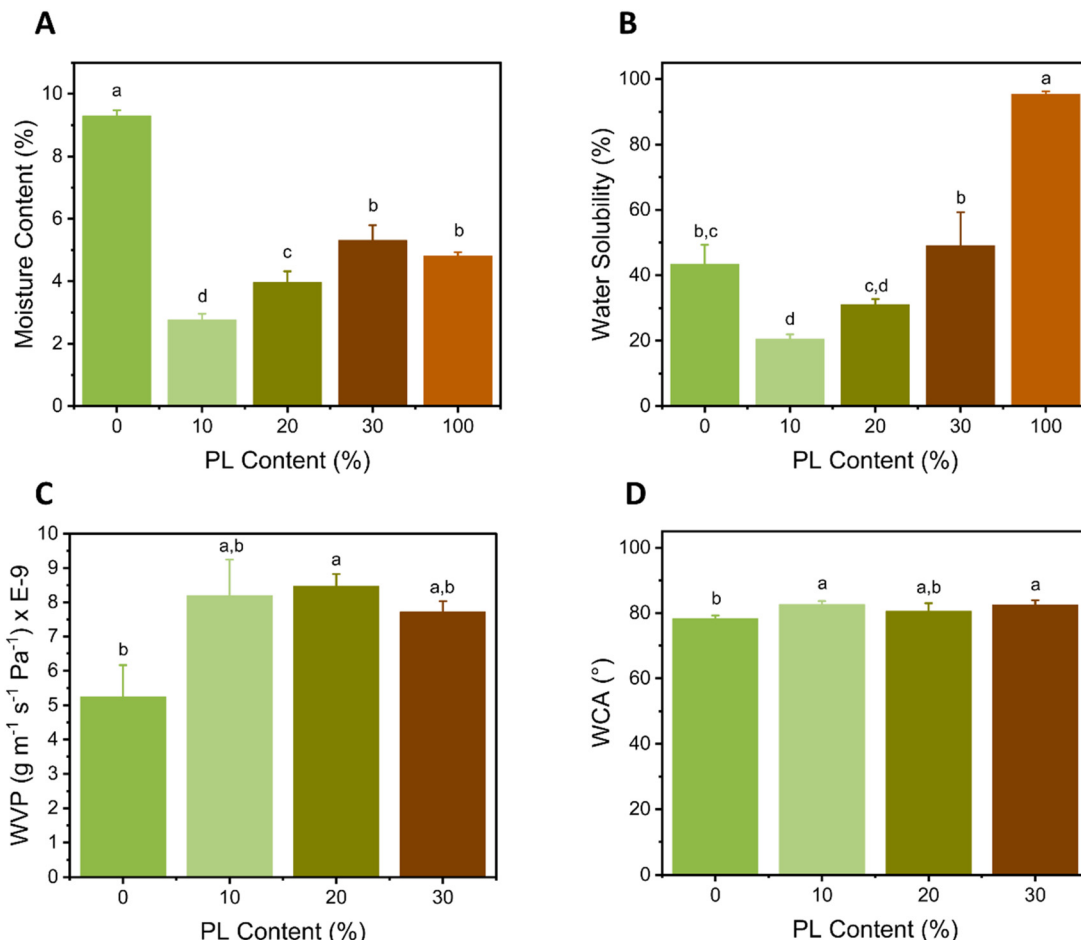 A
Moisture Content (%)
10
8
6
4
2
0
a
d
c
b
b
0 10 20 30 100
PL Content (%)
B
Water Solubility (%)
100
80
60
40
20
0
b,c
d
c,d
b
a
0 10 20 30 100
PL Content (%)
C
WVP (g m⁻¹ s⁻¹ Pa⁻¹) x E-9
10
9
8
7
6
5
4
3
2
1
0
b
a,b
a
a,b
0 10 20 30
PL Content (%)
D
WCA (°)
100
80
60
40
20
0
b
a
a,b
a
0 10 20 30
PL Content (%)